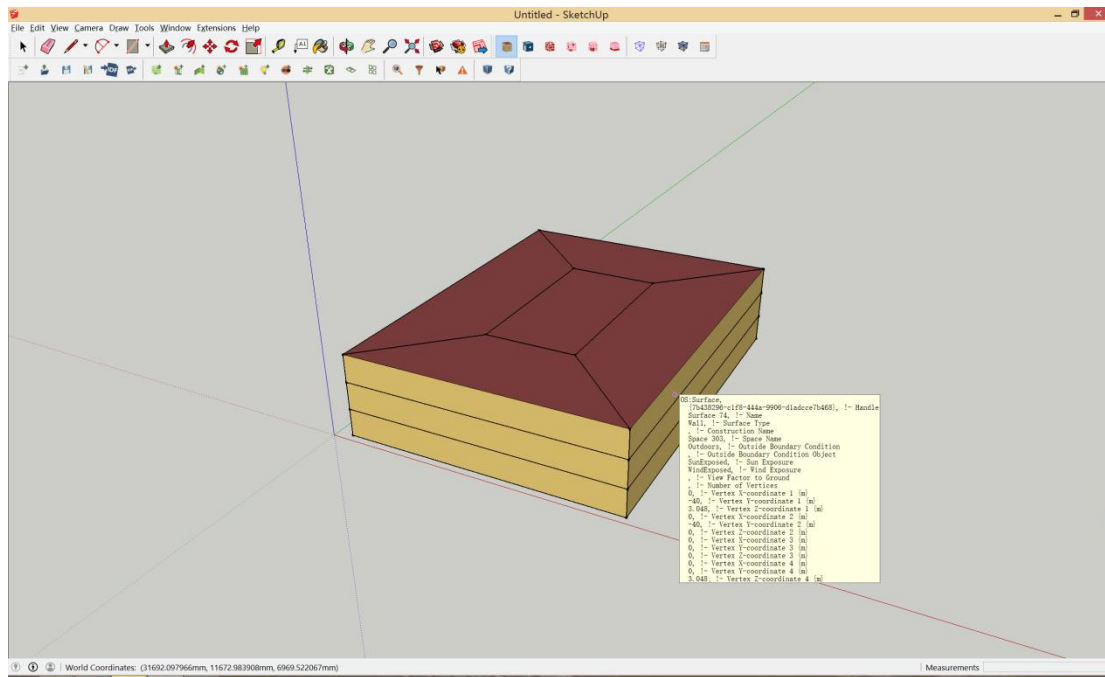 Untitled - SketchUp
File Edit View Camera Draw Tools Window Extensions Help
OS:Surface,
{7b438296-c1f8-444a-9906-d1adcce7b468}, !- Handle
Surface 74, !- Name
Wall, !- Surface Type
, !- Construction Name
Space 303, !- Space Name
Outdoors, !- Outside Boundary Condition
, !- Outside Boundary Condition Object
SunExposed, !- Sun Exposure
WindExposed, !- Wind Exposure
, !- View Factor to Ground
, !- Number of Vertices
0, !- Vertex X-coordinate 1 {m}
-40, !- Vertex Y-coordinate 1 {m}
3.048, !- Vertex Z-coordinate 1 {m}
0, !- Vertex X-coordinate 2 {m}
-40, !- Vertex Y-coordinate 2 {m}
0, !- Vertex Z-coordinate 2 {m}
0, !- Vertex X-coordinate 3 {m}
0, !- Vertex Y-coordinate 3 {m}
0, !- Vertex Z-coordinate 3 {m}
0, !- Vertex X-coordinate 4 {m}
0, !- Vertex Y-coordinate 4 {m}
3.048; !- Vertex Z-coordinate 4 {m}
World Coordinates: (31692.097966mm, 11672.983908mm, 6969.522067mm)
Measurements